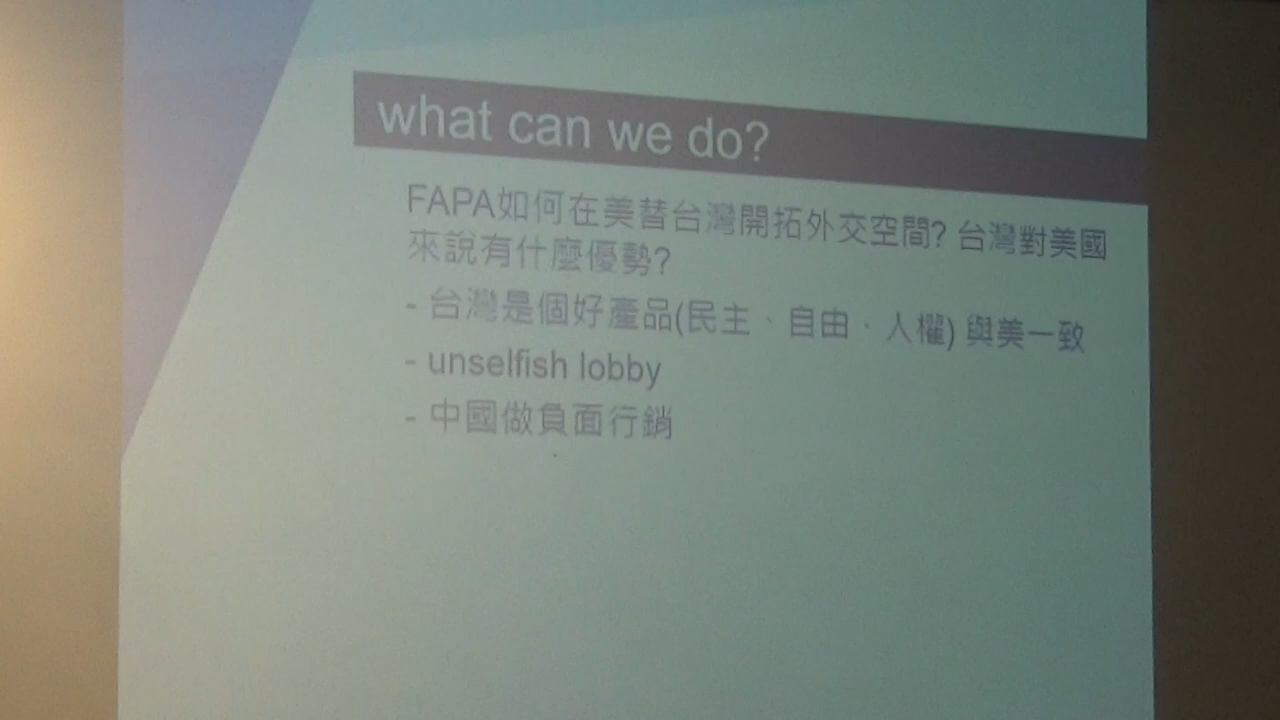 what can we do?
FAPA如何在美替台灣開拓外交空間? 台灣對美國
來說有什麼優勢?
- 台灣是個好產品(民主、自由、人權) 與美一致
- unselfish lobby
- 中國做負面行銷